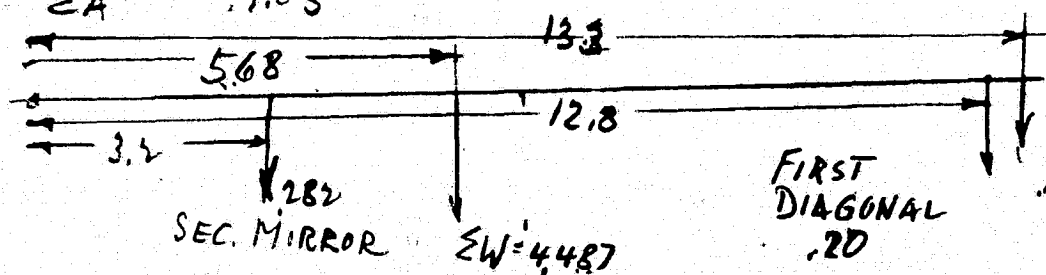 13.3
5.68
12.8
3.2
.282
SEC. MIRROR
ΣW=4.487
FIRST
DIAGONAL
.20